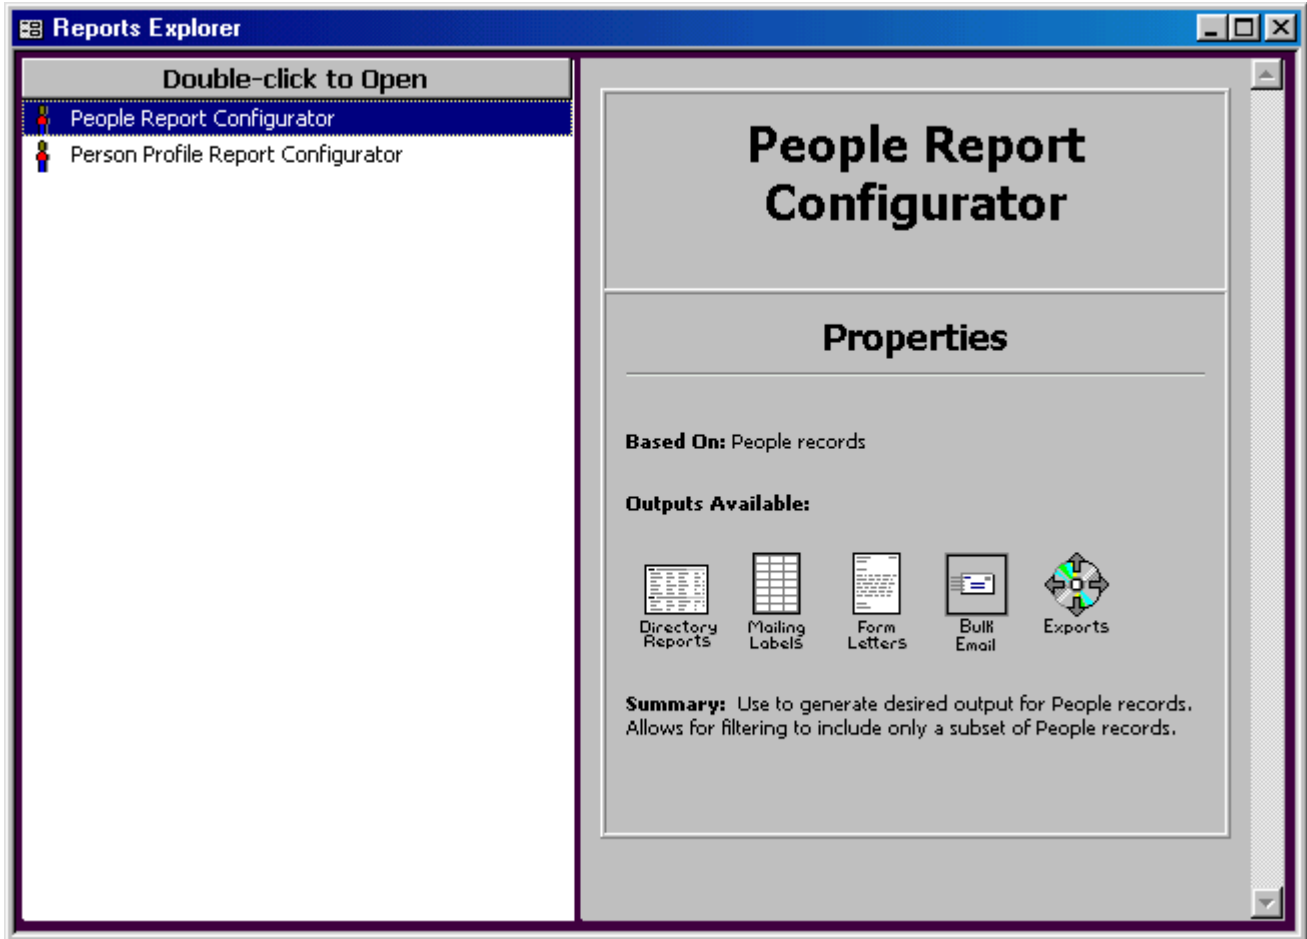 Reports Explorer
Double-click to Open
People Report Configurator
Person Profile Report Configurator
People Report
Configurator
Properties
Based On: People records
Outputs Available:
Directory Reports
Mailing Labels
Form Letters
Bulk Email
Exports
Summary: Use to generate desired output for People records.
Allows for filtering to include only a subset of People records.